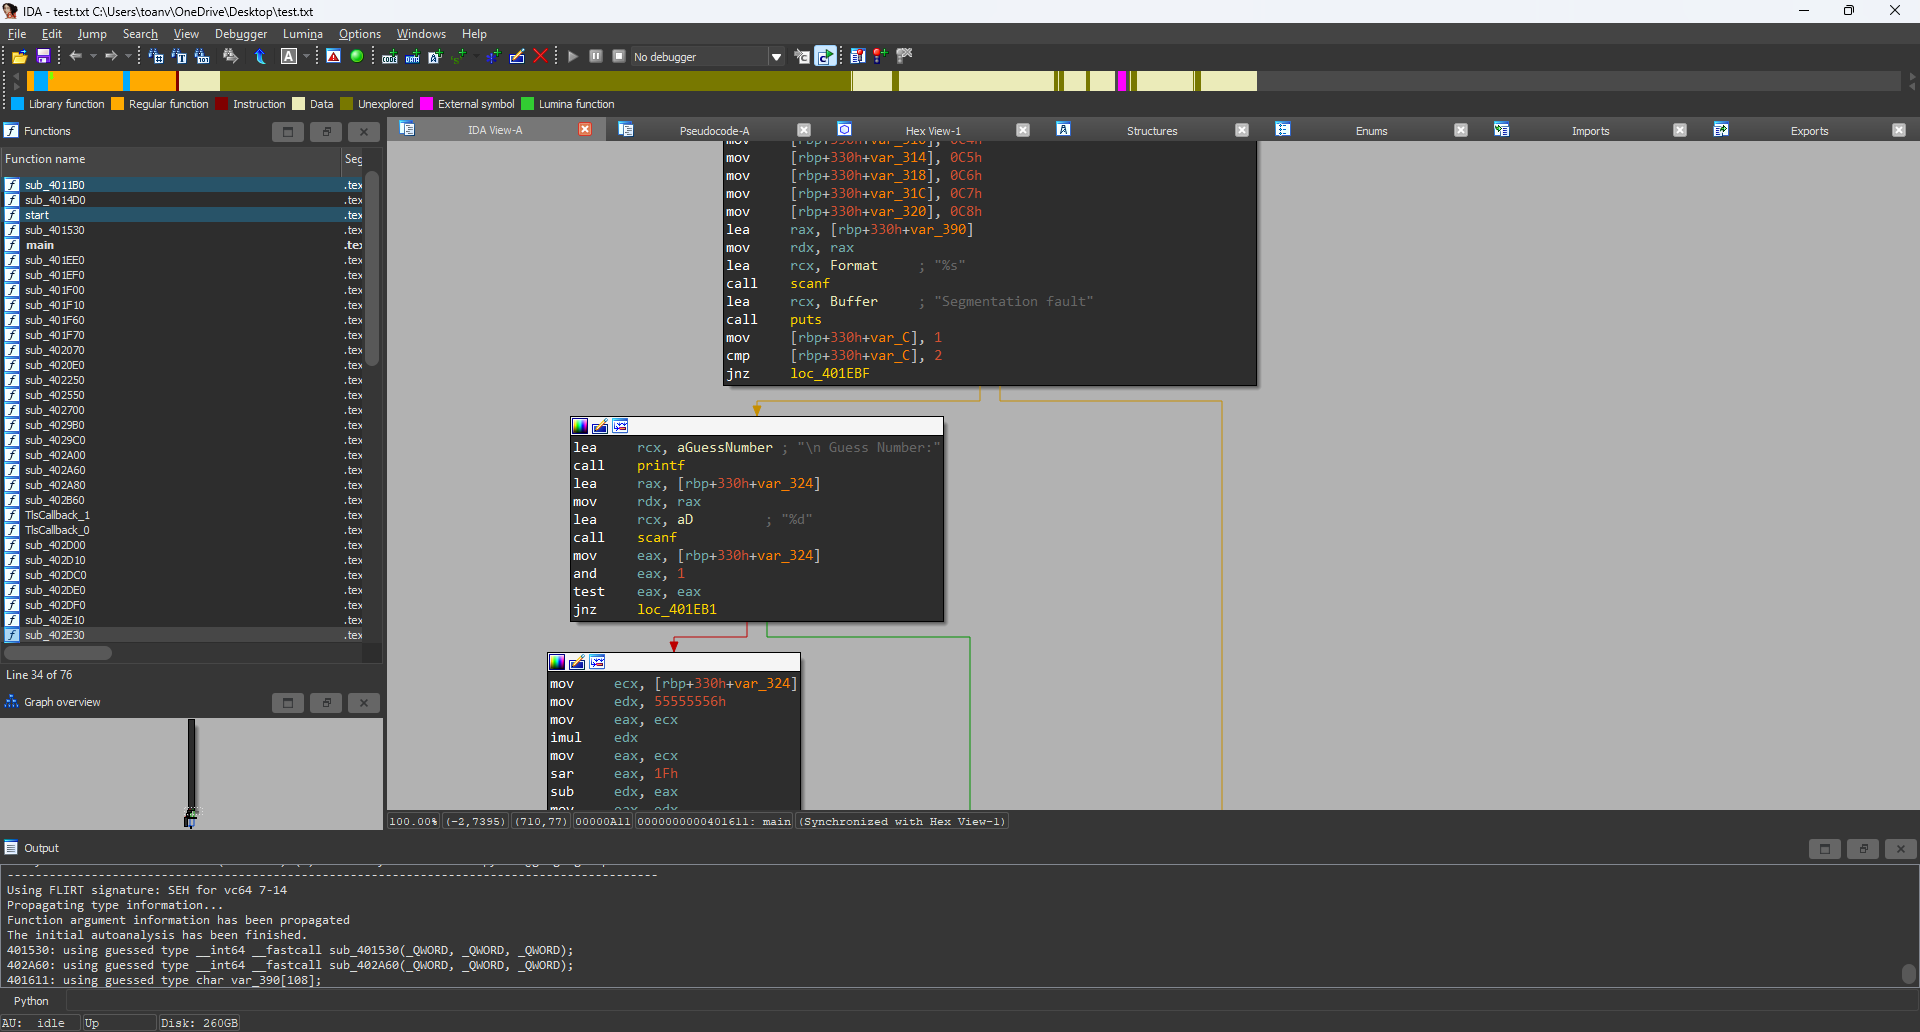 IDA - test.txt C:\Users\toanv\OneDrive\Desktop\test.txt
File Edit Jump Search View Debugger Lumina Options Windows Help
No debugger
Library function Regular function Instruction Data Unexplored External symbol Lumina function
Functions
Function name Seg
sub_4011B0 .tex
sub_4014D0 .tex
start .tex
sub_401530 .tex
main .tex
sub_401EE0 .tex
sub_401EF0 .tex
sub_401F00 .tex
sub_401F10 .tex
sub_401F60 .tex
sub_401F70 .tex
sub_402070 .tex
sub_4020E0 .tex
sub_402250 .tex
sub_402550 .tex
sub_402700 .tex
sub_4029B0 .tex
sub_4029C0 .tex
sub_402A00 .tex
sub_402A60 .tex
sub_402A80 .tex
sub_402B60 .tex
TlsCallback_1 .tex
TlsCallback_0 .tex
sub_402D00 .tex
sub_402D10 .tex
sub_402DC0 .tex
sub_402DE0 .tex
sub_402DF0 .tex
sub_402E10 .tex
sub_402E30 .tex
Line 34 of 76
Graph overview
IDA View-A Pseudocode-A Hex View-1 Structures Enums Imports Exports
mov [rbp+330h+var_310], 0C4h
mov [rbp+330h+var_314], 0C5h
mov [rbp+330h+var_318], 0C6h
mov [rbp+330h+var_31C], 0C7h
mov [rbp+330h+var_320], 0C8h
lea rax, [rbp+330h+var_390]
mov rdx, rax
lea rcx, Format ; "%s"
call scanf
lea rcx, Buffer ; "Segmentation fault"
call puts
mov [rbp+330h+var_C], 1
cmp [rbp+330h+var_C], 2
jnz loc_401EBF
lea rcx, aGuessNumber ; "\n Guess Number:"
call printf
lea rax, [rbp+330h+var_324]
mov rdx, rax
lea rcx, aD ; "%d"
call scanf
mov eax, [rbp+330h+var_324]
and eax, 1
test eax, eax
jnz loc_401EB1
mov ecx, [rbp+330h+var_324]
mov edx, 55555556h
mov eax, ecx
imul edx
mov eax, ecx
sar eax, 1Fh
sub edx, eax
mov eax, edx
100.00% (-2,7395) (710,77) 00000A11 0000000000401611: main (Synchronized with Hex View-1)
Output
Using FLIRT signature: SEH for vc64 7-14
Propagating type information...
Function argument information has been propagated
The initial autoanalysis has been finished.
401530: using guessed type __int64 __fastcall sub_401530(_QWORD, _QWORD, _QWORD);
402A60: using guessed type __int64 __fastcall sub_402A60(_QWORD, _QWORD, _QWORD);
401611: using guessed type char var_390[108];
Python
AU: idle Up Disk: 260GB